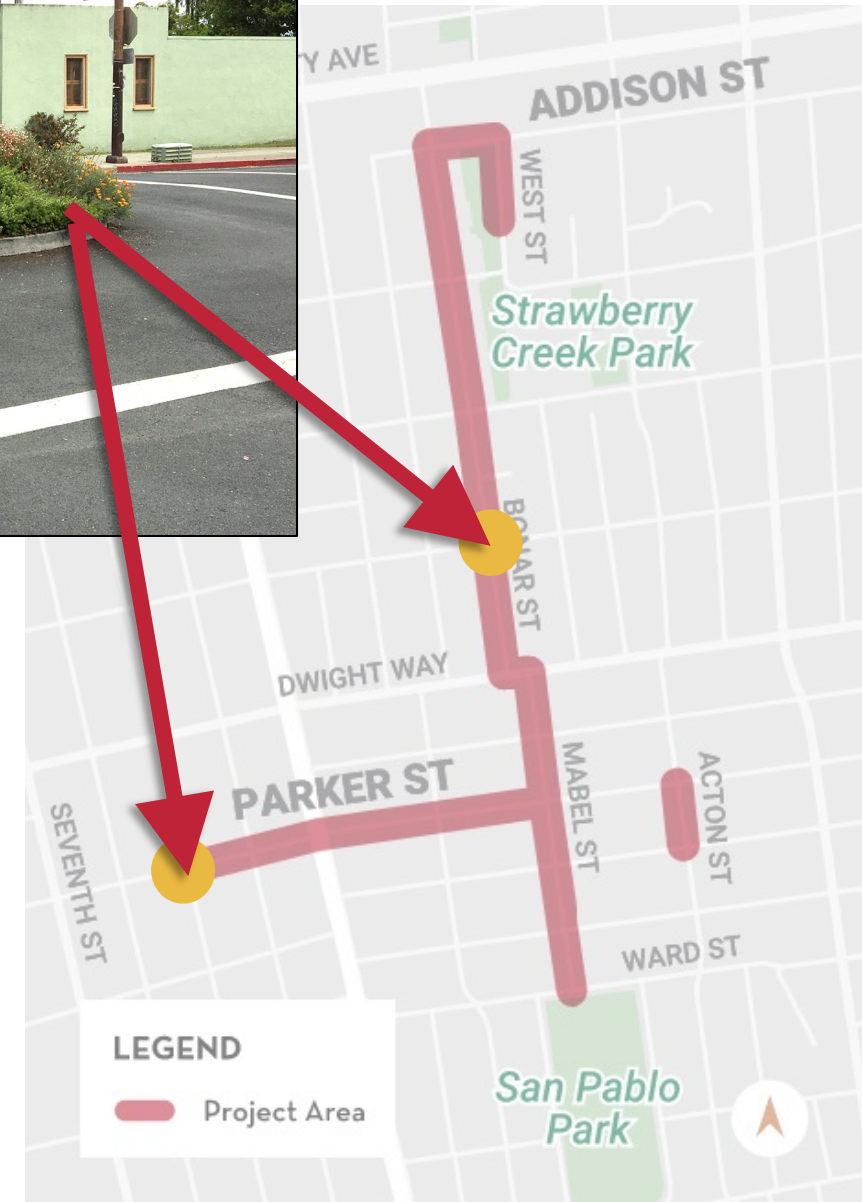 Y AVE
ADDISON ST
WEST ST
Strawberry
Creek Park
BONAR ST
DWIGHT WAY
PARKER ST
MABEL ST
ACTON ST
SEVENTH ST
WARD ST
LEGEND
Project Area
San Pablo
Park